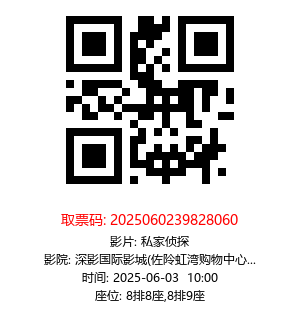 取票码: 2025060239828060
影片: 私家侦探
影院: 深影国际影城(佐阾虹湾购物中心...
时间: 2025-06-03 10:00
座位: 8排8座,8排9座